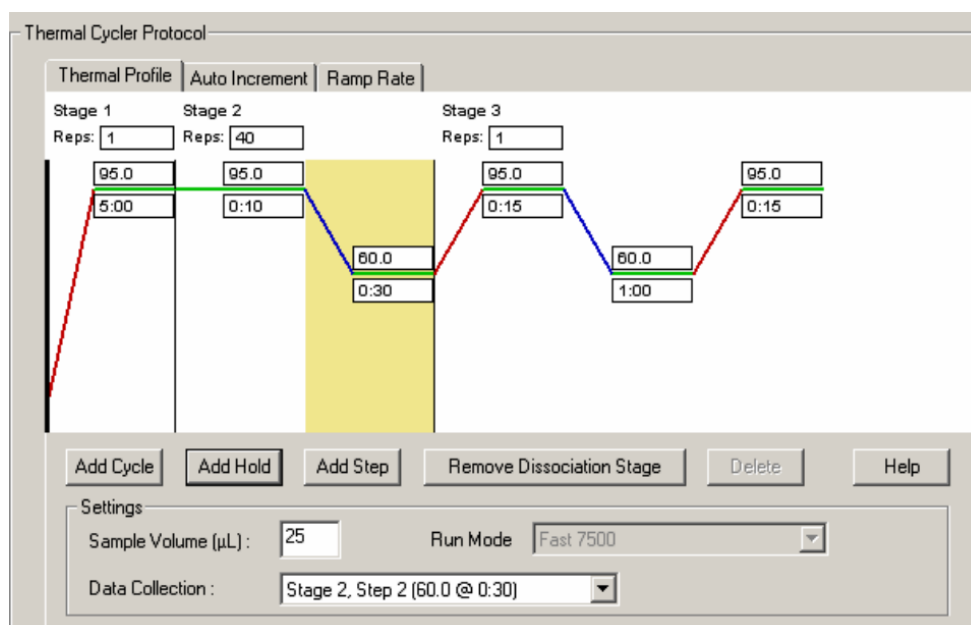 Thermal Cycler Protocol
Thermal Profile Auto Increment Ramp Rate
Stage 1 Stage 2 Stage 3
Reps: 1 Reps: 40 Reps: 1
95.0 95.0 95.0 95.0
5:00 0:10 0:15 0:15
60.0 60.0
0:30 1:00
Add Cycle Add Hold Add Step Remove Dissociation Stage Delete Help
Settings
Sample Volume (µL) : 25 Run Mode Fast 7500
Data Collection : Stage 2, Step 2 (60.0 @ 0:30)